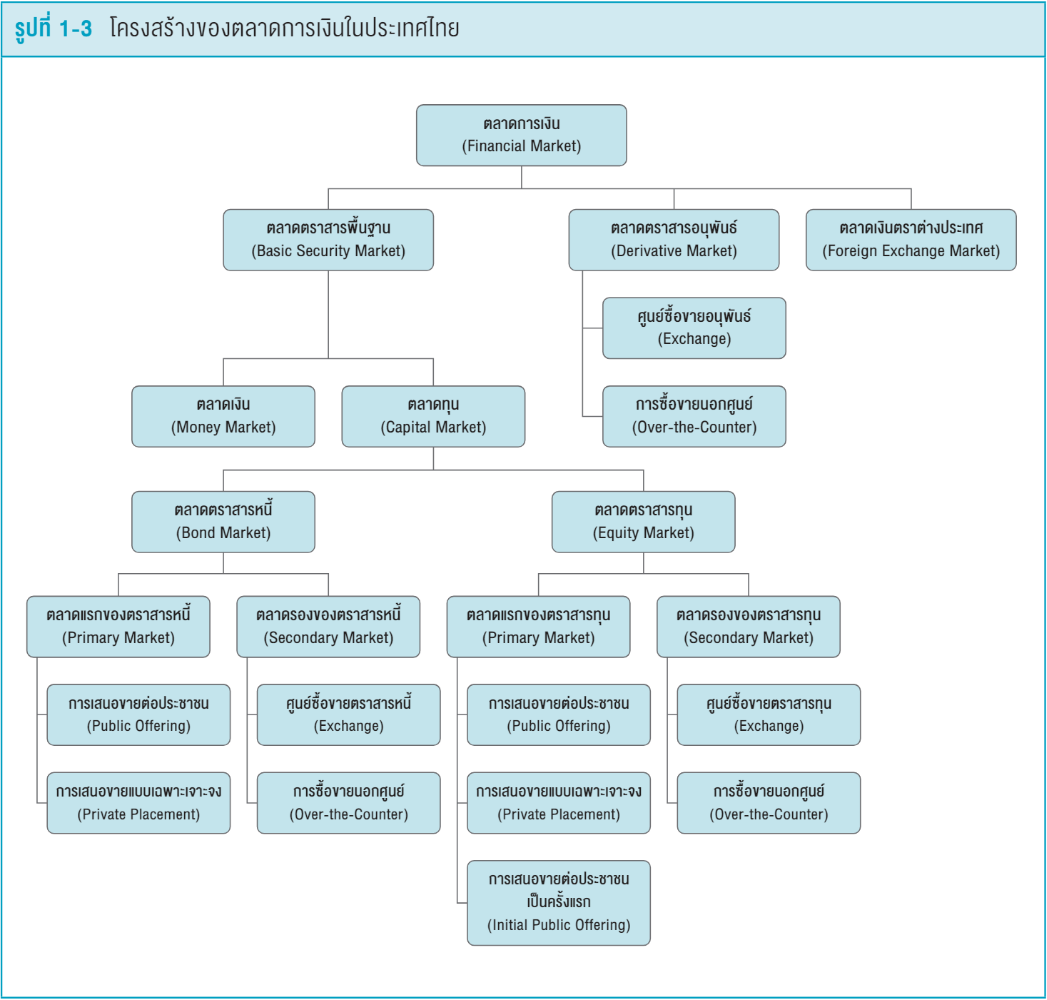 รูปที่ 1-3 โครงสร้างของตลาดการเงินในประเทศไทย
ตลาดการเงิน
(Financial Market)
ตลาดตราสารพื้นฐาน
(Basic Security Market)
ตลาดตราสารอนุพันธ์
(Derivative Market)
ตลาดเงินตราต่างประเทศ
(Foreign Exchange Market)
ศูนย์ซื้อขายอนุพันธ์
(Exchange)
การซื้อขายนอกศูนย์
(Over-the-Counter)
ตลาดเงิน
(Money Market)
ตลาดทุน
(Capital Market)
ตลาดตราสารหนี้
(Bond Market)
ตลาดตราสารทุน
(Equity Market)
ตลาดแรกของตราสารหนี้
(Primary Market)
ตลาดรองของตราสารหนี้
(Secondary Market)
ตลาดแรกของตราสารทุน
(Primary Market)
ตลาดรองของตราสารทุน
(Secondary Market)
การเสนอขายต่อประชาชน
(Public Offering)
ศูนย์ซื้อขายตราสารหนี้
(Exchange)
การเสนอขายต่อประชาชน
(Public Offering)
ศูนย์ซื้อขายตราสารทุน
(Exchange)
การเสนอขายแบบเฉพาะเจาะจง
(Private Placement)
การซื้อขายนอกศูนย์
(Over-the-Counter)
การเสนอขายแบบเฉพาะเจาะจง
(Private Placement)
การซื้อขายนอกศูนย์
(Over-the-Counter)
การเสนอขายต่อประชาชน
เป็นครั้งแรก
(Initial Public Offering)